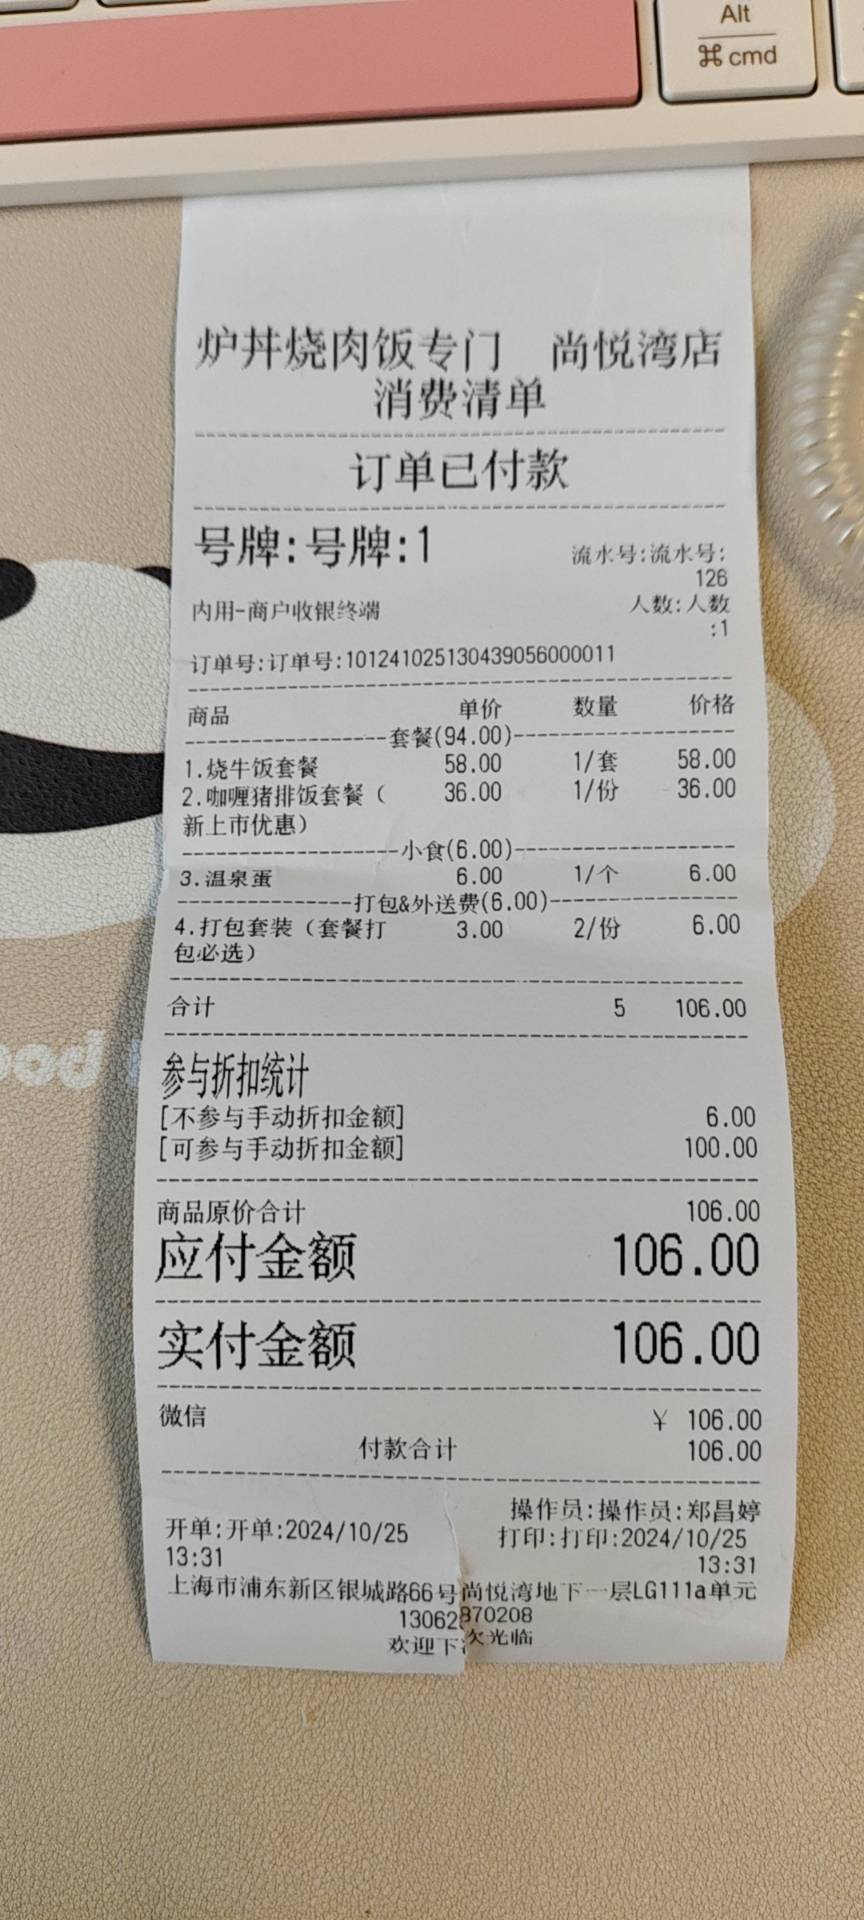 Alt
⌘ cmd
炉丼烧肉饭专门 尚悦湾店
消费清单
订单已付款
号牌:号牌:1
流水号:流水号:
126
内用-商户收银终端
人数:人数
:1
订单号:订单号:101241025130439056000011
商品 单价 数量 价格
套餐(94.00)
1.烧牛饭套餐 58.00 1/套 58.00
2.咖喱猪排饭套餐（ 36.00 1/份 36.00
新上市优惠）
小食(6.00)
3.温泉蛋 6.00 1/个 6.00
打包&外送费(6.00)
4.打包套装（套餐打 3.00 2/份 6.00
包必选）
合计 5 106.00
参与折扣统计
[不参与手动折扣金额] 6.00
[可参与手动折扣金额] 100.00
商品原价合计 106.00
应付金额 106.00
实付金额 106.00
微信 ¥ 106.00
付款合计 106.00
操作员:操作员:郑昌婷
开单:开单:2024/10/25 打印:打印:2024/10/25
13:31 13:31
上海市浦东新区银城路66号尚悦湾地下一层LG111a单元
13062870208
欢迎下次光临
ood